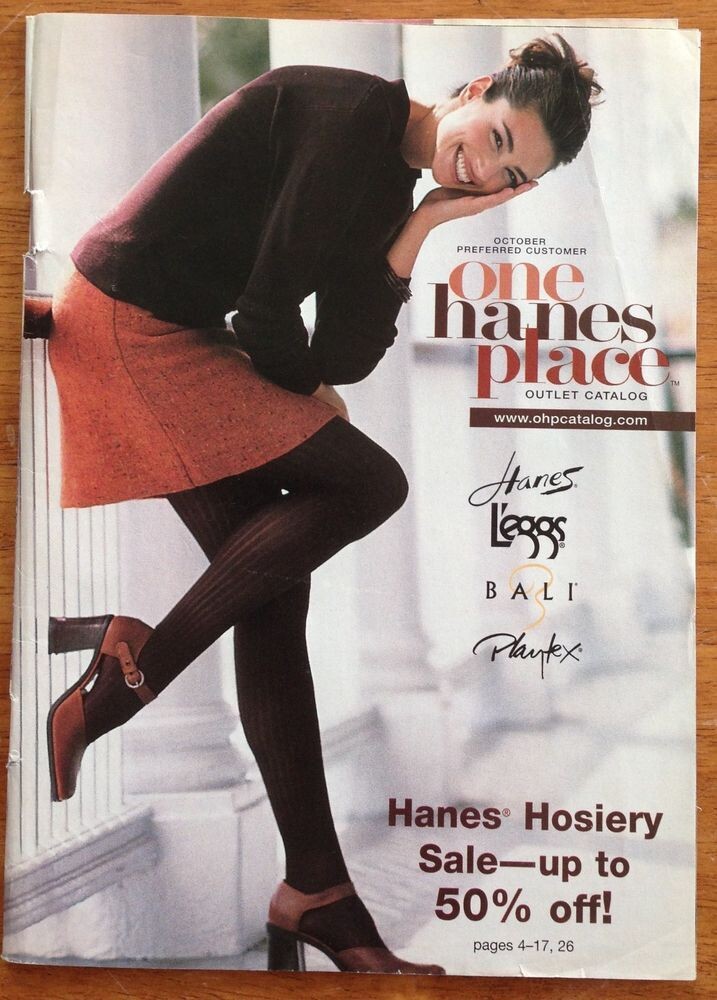 OCTOBER
PREFERRED CUSTOMER
one
hanes
place™
OUTLET CATALOG
www.ohpcatalog.com
Hanes®
L'eggs®
BALI®
Playtex®
Hanes® Hosiery
Sale—up to
50% off!
pages 4–17, 26